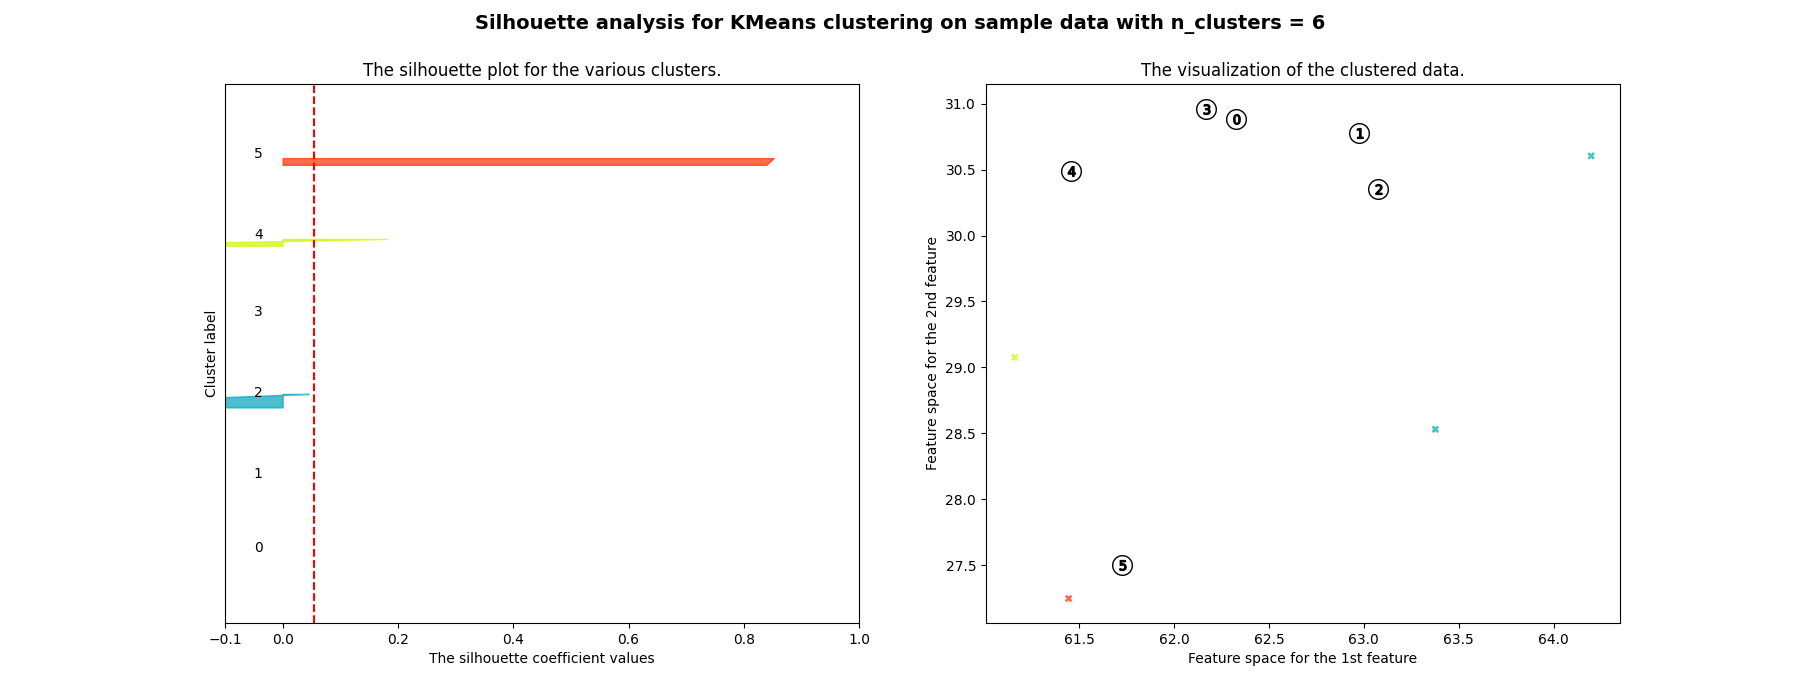 Silhouette analysis for KMeans clustering on sample data with n_clusters = 6
The silhouette plot for the various clusters.
5
4
3
2
1
0
Cluster label
−0.1 0.0 0.2 0.4 0.6 0.8 1.0
The silhouette coefficient values
The visualization of the clustered data.
31.0
30.5
30.0
29.5
29.0
28.5
28.0
27.5
Feature space for the 2nd feature
3
0
1
4
2
5
61.5 62.0 62.5 63.0 63.5 64.0
Feature space for the 1st feature